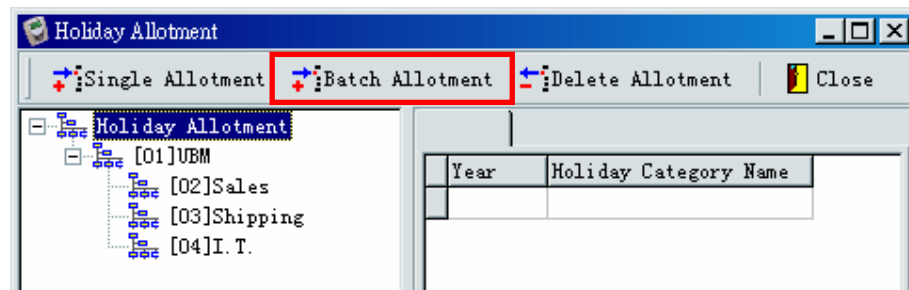 Holiday Allotment
Single Allotment Batch Allotment Delete Allotment Close
Holiday Allotment
[01]UBM
[02]Sales
[03]Shipping
[04]I.T.
Year Holiday Category Name